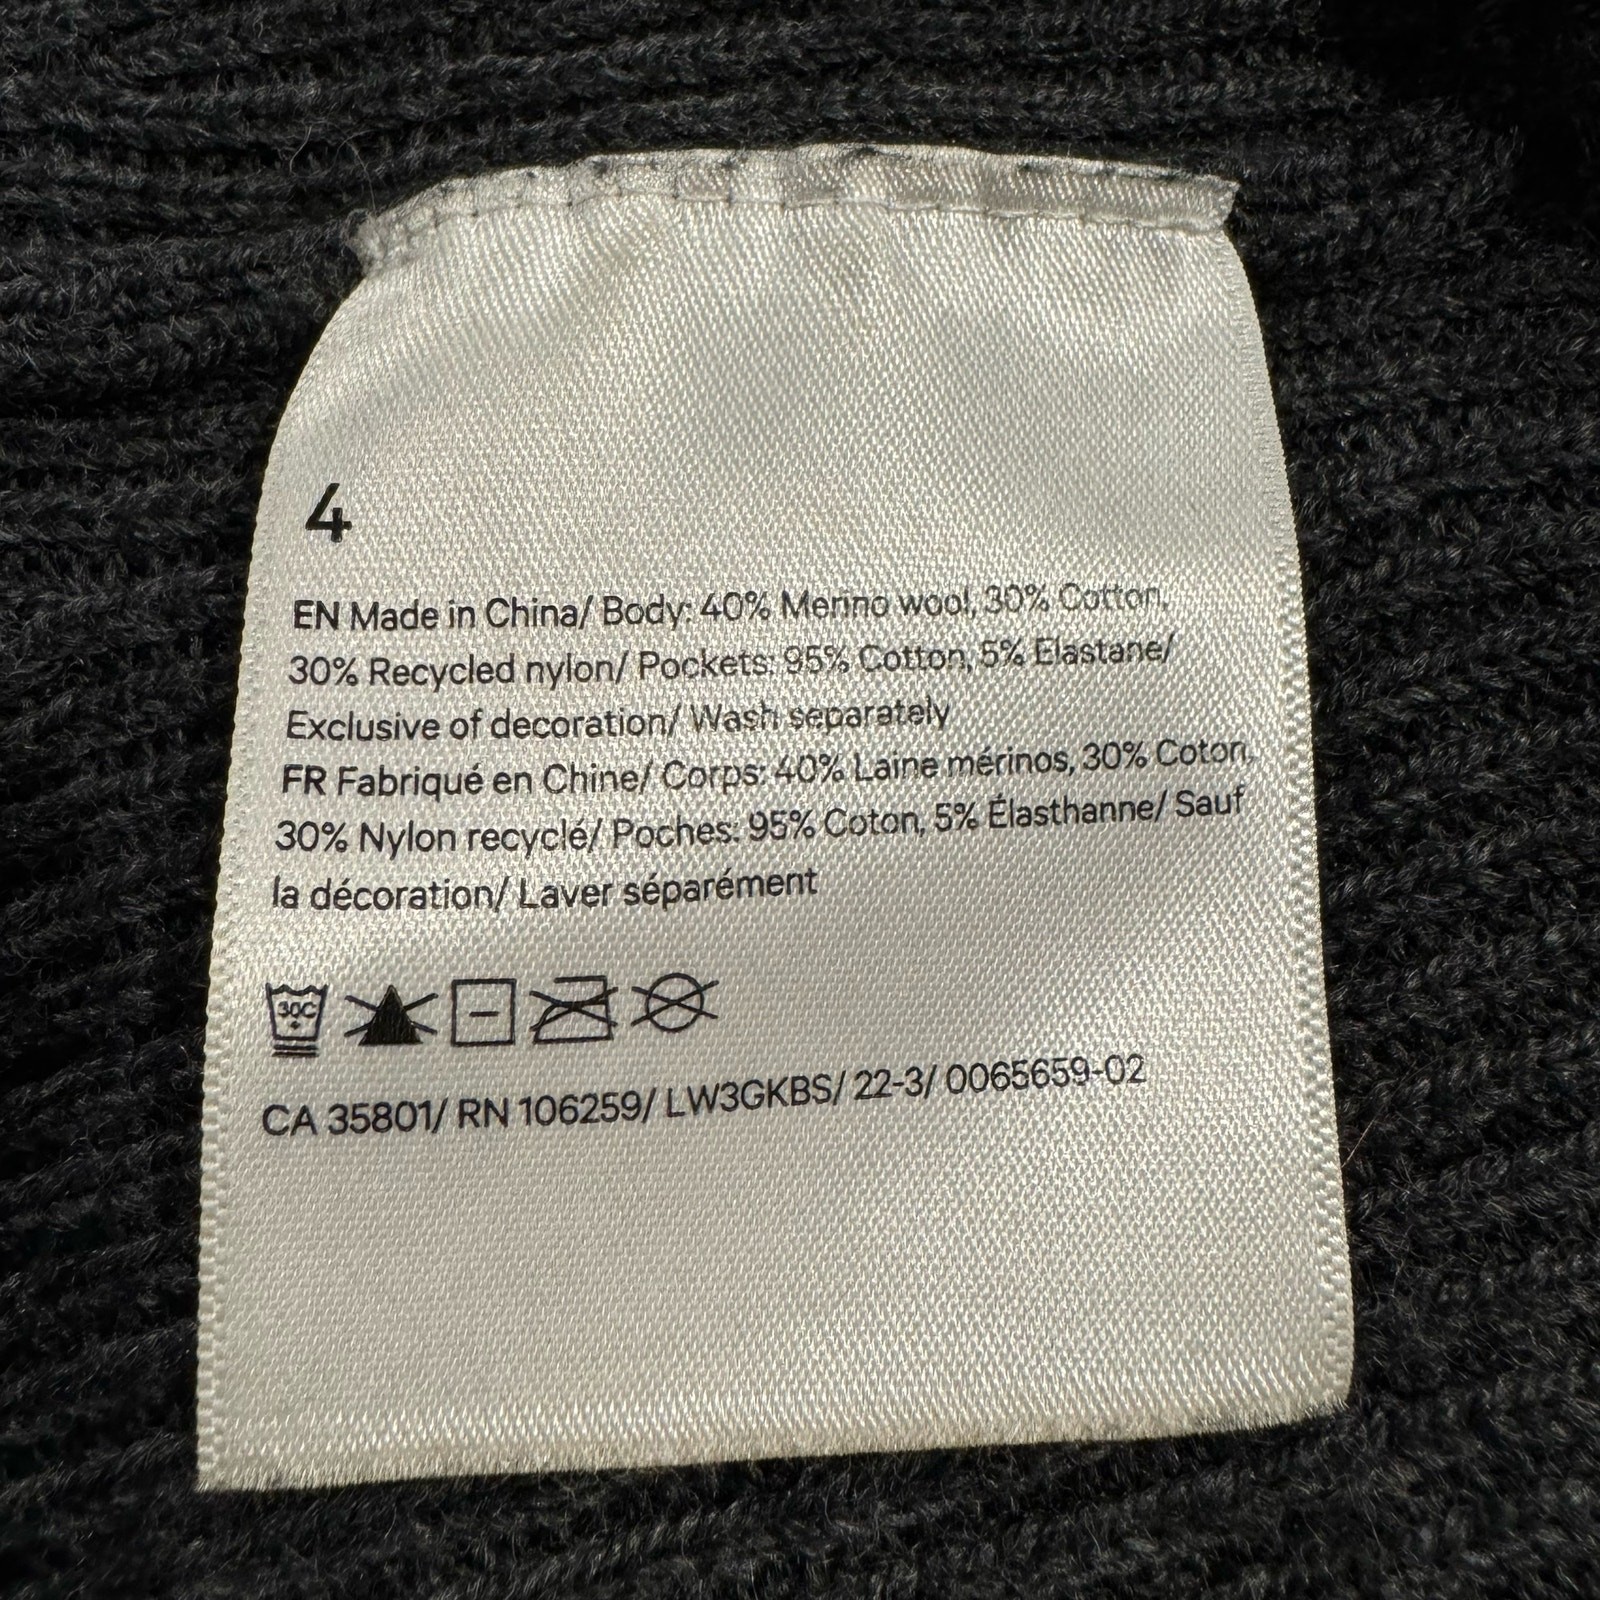 4
EN Made in China/ Body: 40% Merino wool, 30% Cotton,
30% Recycled nylon/ Pockets: 95% Cotton, 5% Elastane/
Exclusive of decoration/ Wash separately
FR Fabriqué en Chine/ Corps: 40% Laine mérinos, 30% Coton,
30% Nylon recyclé/ Poches: 95% Coton, 5% Élasthanne/ Sauf
la décoration/ Laver séparément
30C
CA 35801/ RN 106259/ LW3GKBS/ 22-3/ 0065659-02